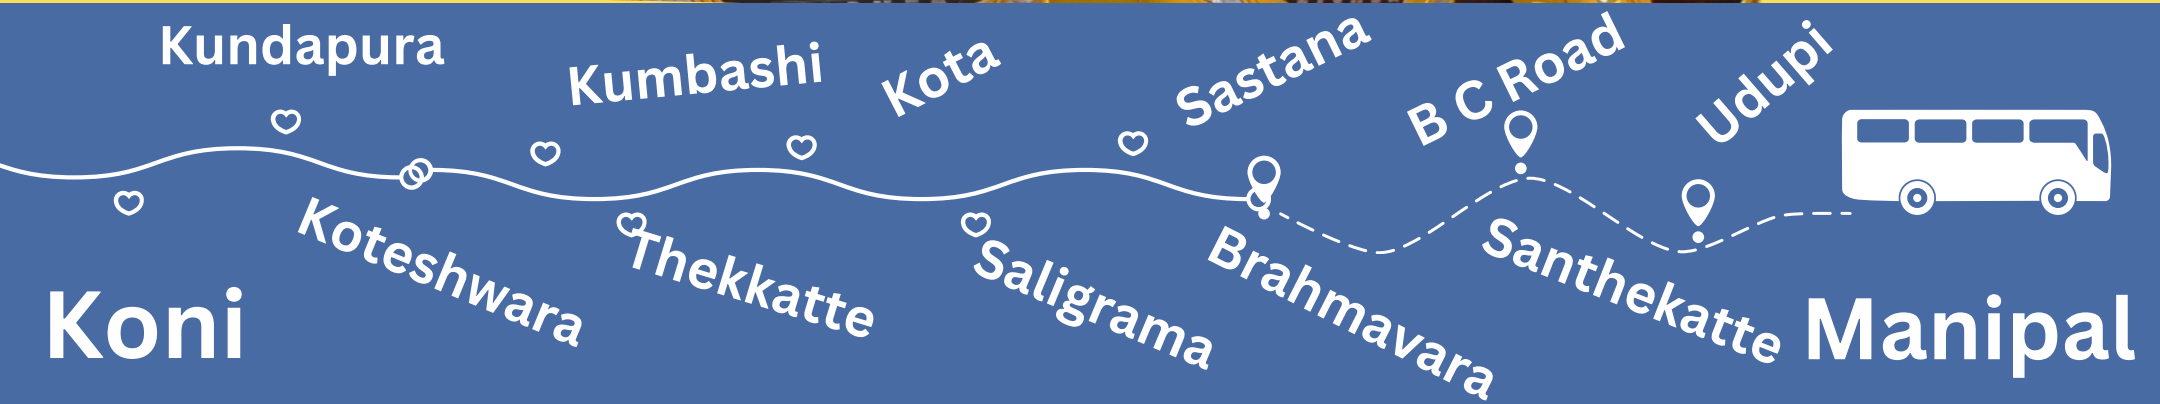 Koni
Kundapura
Koteshwara
Kumbashi
Thekkatte
Kota
Saligrama
Sastana
Brahmavara
B C Road
Santhekatte
Udupi
Manipal